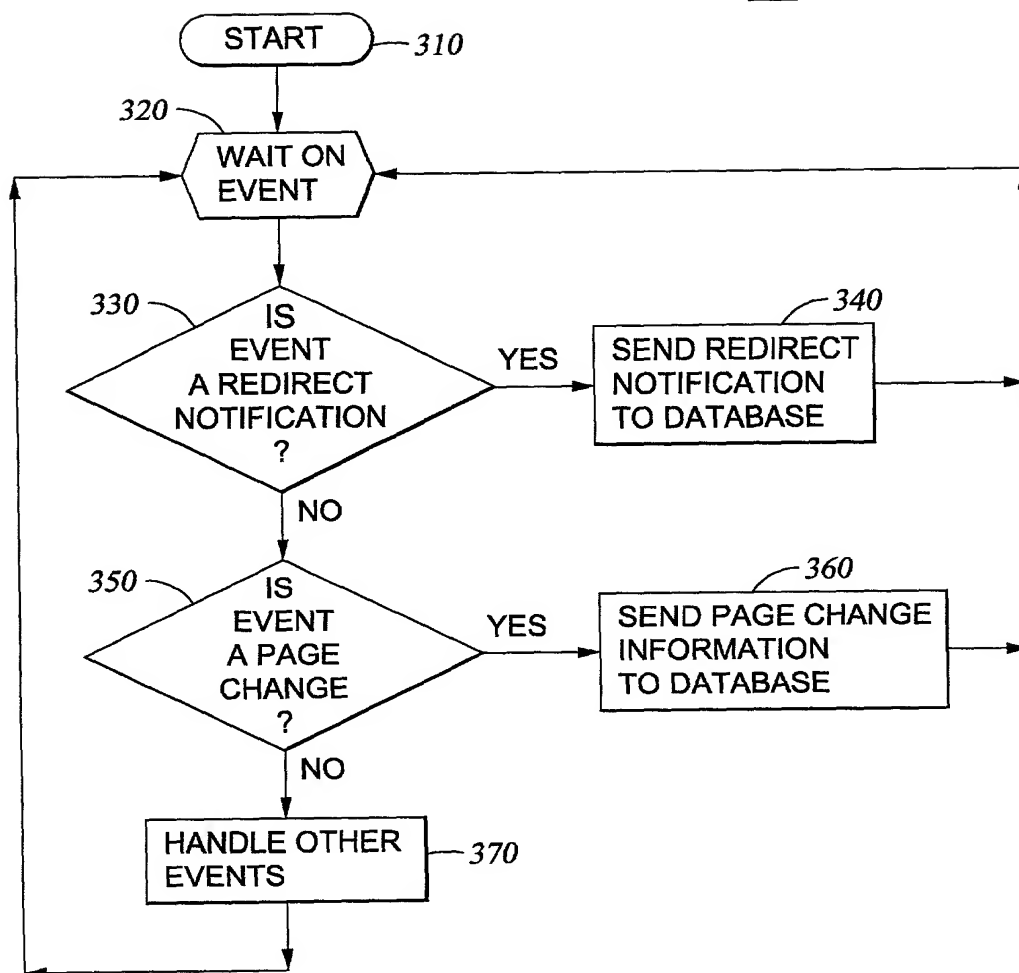 START
310
320
WAIT ON
EVENT
330
IS
EVENT
A REDIRECT
NOTIFICATION
?
YES
340
SEND REDIRECT
NOTIFICATION
TO DATABASE
NO
350
IS
EVENT
A PAGE
CHANGE
?
YES
360
SEND PAGE CHANGE
INFORMATION
TO DATABASE
NO
HANDLE OTHER
EVENTS
370